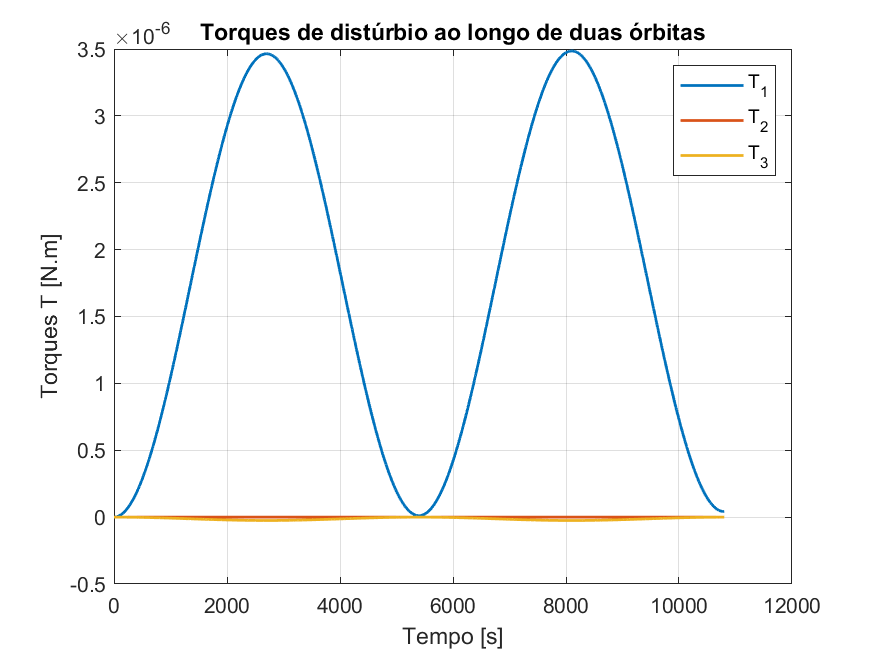 ×10-6
Torques de distúrbio ao longo de duas órbitas
3.5
3
2.5
2
1.5
1
0.5
0
-0.5
Torques T [N.m]
T1
T2
T3
0 2000 4000 6000 8000 10000 12000
Tempo [s]